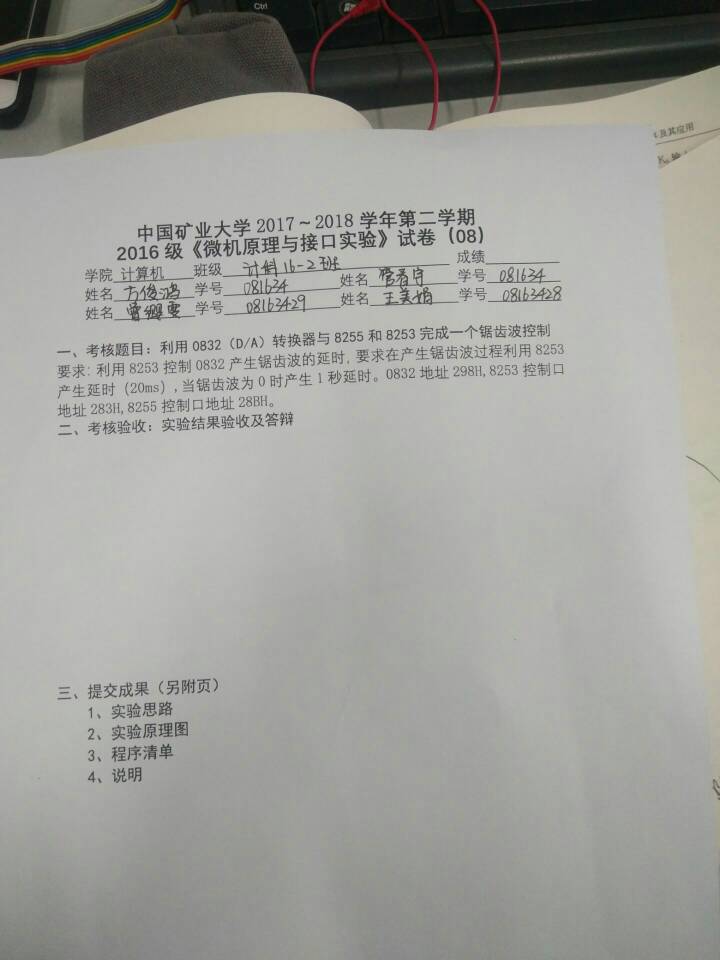 Ctrl
及其应用
中国矿业大学 2017～2018 学年第二学期
2016 级《微机原理与接口实验》试卷（08）
学院 计算机 班级 计科16-2班 成绩
姓名 方俊鸿 学号 081634 姓名 学号 081634
姓名 学号 08163429 姓名 王美娟 学号 08163428
一、考核题目：利用 0832（D/A）转换器与 8255 和 8253 完成一个锯齿波控制
要求：利用 8253 控制 0832 产生锯齿波的延时，要求在产生锯齿波过程利用 8253
产生延时（20ms）,当锯齿波为 0 时产生 1 秒延时。0832 地址 298H,8253 控制口
地址 283H,8255 控制口地址 28BH。
二、考核验收：实验结果验收及答辩
三、提交成果（另附页）
1、实验思路
2、实验原理图
3、程序清单
4、说明